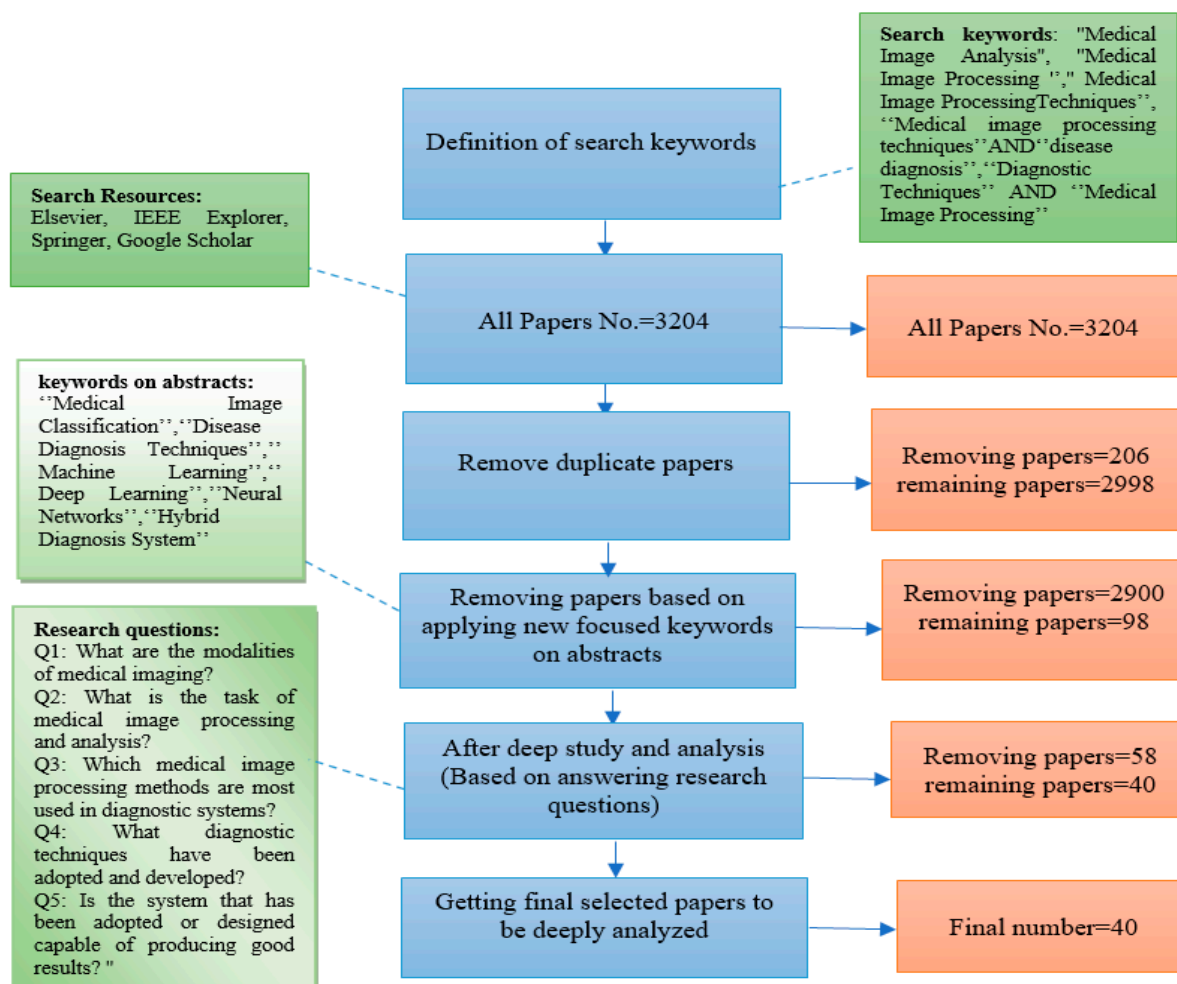 Search keywords: "Medical
Image Analysis", "Medical
Image Processing ''," Medical
Image ProcessingTechniques'',
‘‘Medical image processing
techniques’’AND‘‘disease
diagnosis’’,‘‘Diagnostic
Techniques’’ AND ‘‘Medical
Image Processing’’
Definition of search keywords
Search Resources:
Elsevier, IEEE Explorer,
Springer, Google Scholar
All Papers No.=3204
All Papers No.=3204
keywords on abstracts:
‘’Medical Image
Classification’’,‘’Disease
Diagnosis Techniques’’,’’
Machine Learning’’,‘’
Deep Learning’’,‘’Neural
Networks’’,‘’Hybrid
Diagnosis System’’
Remove duplicate papers
Removing papers=206
remaining papers=2998
Removing papers based on
applying new focused keywords
on abstracts
Removing papers=2900
remaining papers=98
Research questions:
Q1: What are the modalities
of medical imaging?
Q2: What is the task of
medical image processing
and analysis?
Q3: Which medical image
processing methods are most
used in diagnostic systems?
Q4: What diagnostic
techniques have been
adopted and developed?
Q5: Is the system that has
been adopted or designed
capable of producing good
results? "
After deep study and analysis
(Based on answering research
questions)
Removing papers=58
remaining papers=40
Getting final selected papers to
be deeply analyzed
Final number=40